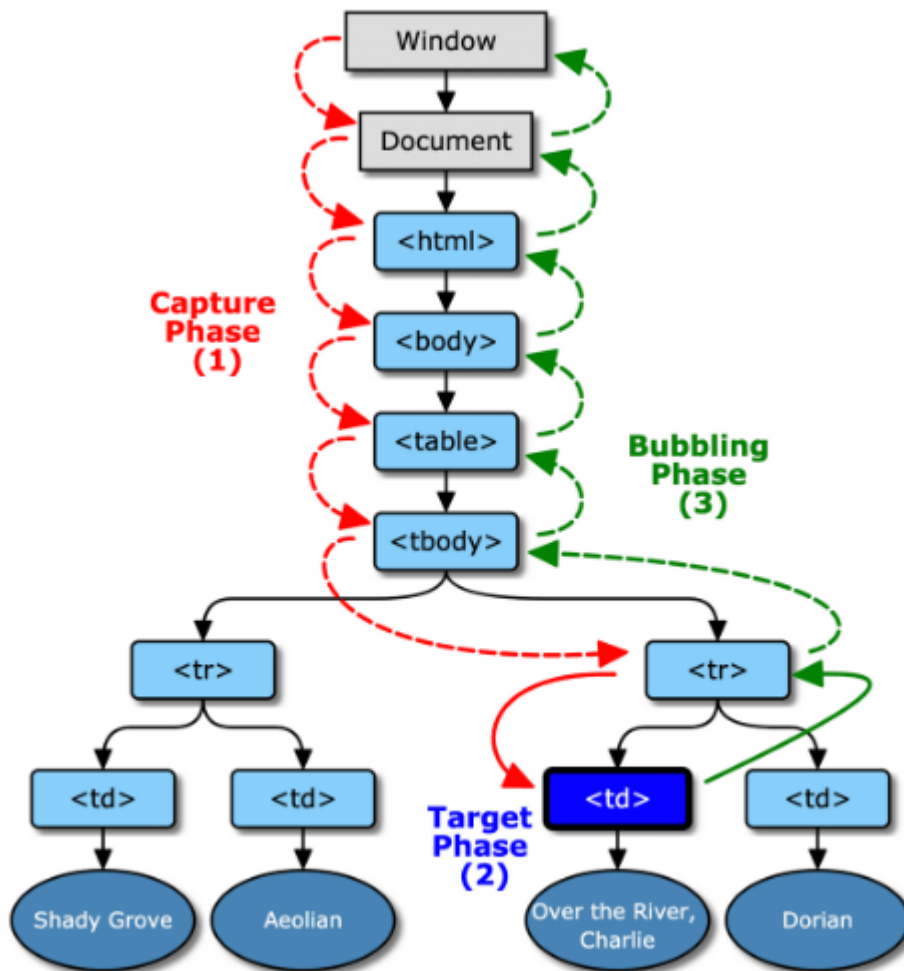 Window
Document
<html>
Capture
Phase
(1)
<body>
<table>
Bubbling
Phase
(3)
<tbody>
<tr>
<tr>
<td>
<td>
<td>
<td>
Target
Phase
(2)
Shady Grove
Aeolian
Over the River,
Charlie
Dorian